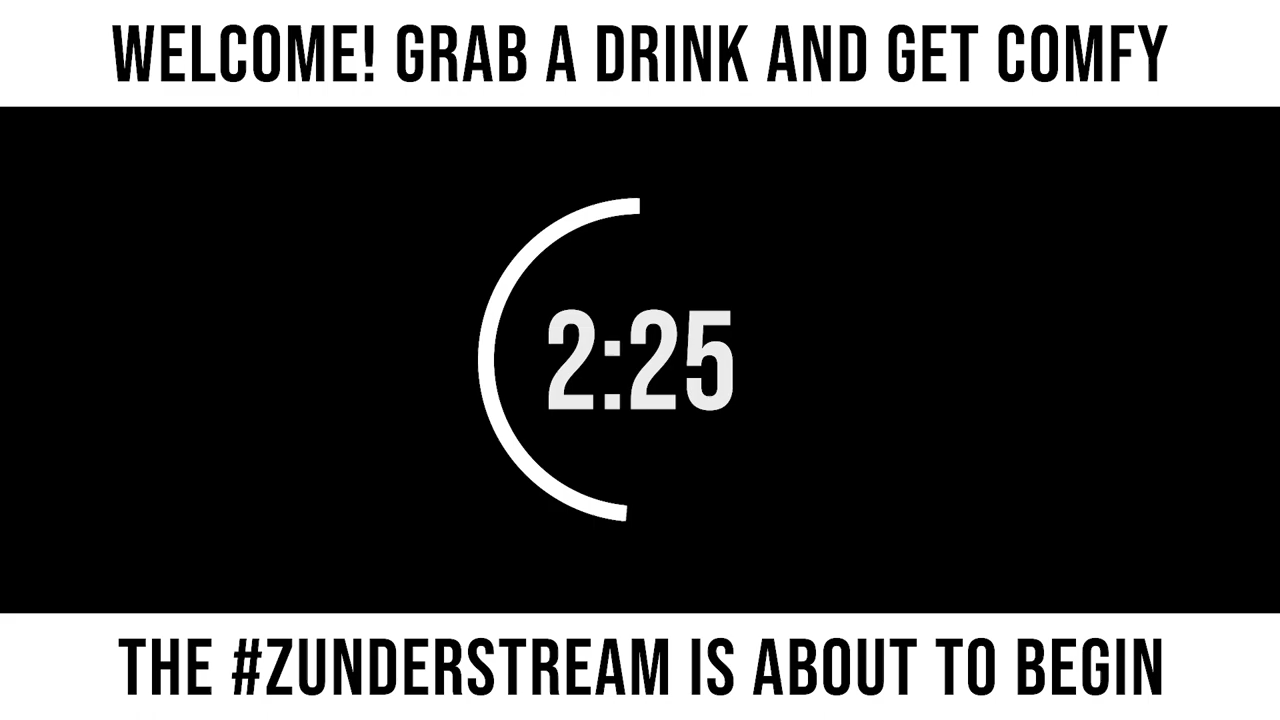 WELCOME! GRAB A DRINK AND GET COMFY
2:25
THE #ZUNDERSTREAM IS ABOUT TO BEGIN